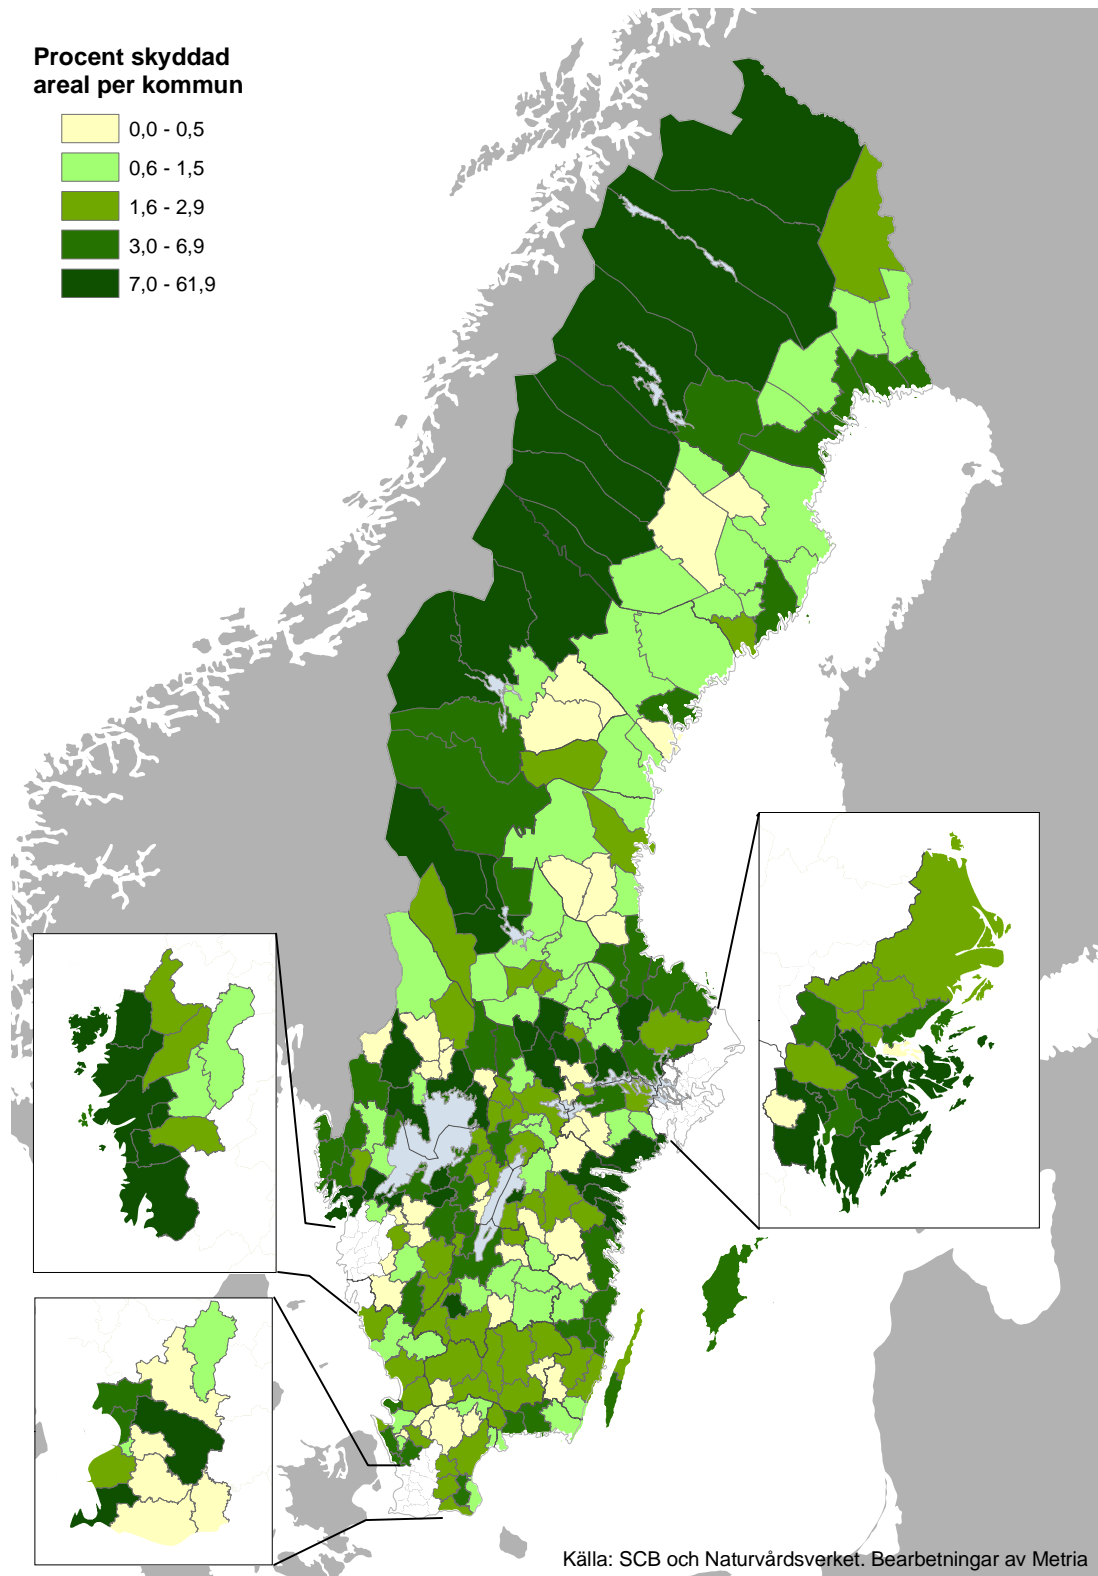 Procent skyddad
areal per kommun
0,0 - 0,5
0,6 - 1,5
1,6 - 2,9
3,0 - 6,9
7,0 - 61,9
Källa: SCB och Naturvårdsverket. Bearbetningar av Metria